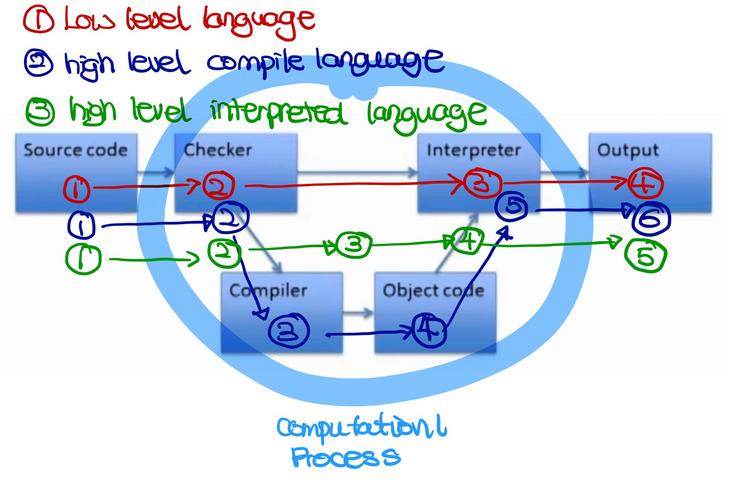 ① Low level language
② high level compile language
③ high level interpreted language
Source code
Checker
Interpreter
Output
① ② ③ ④
① ② ⑤ ⑥
① ② ③ ④ ⑤
Compiler
Object code
③ ④
Computationl
Process